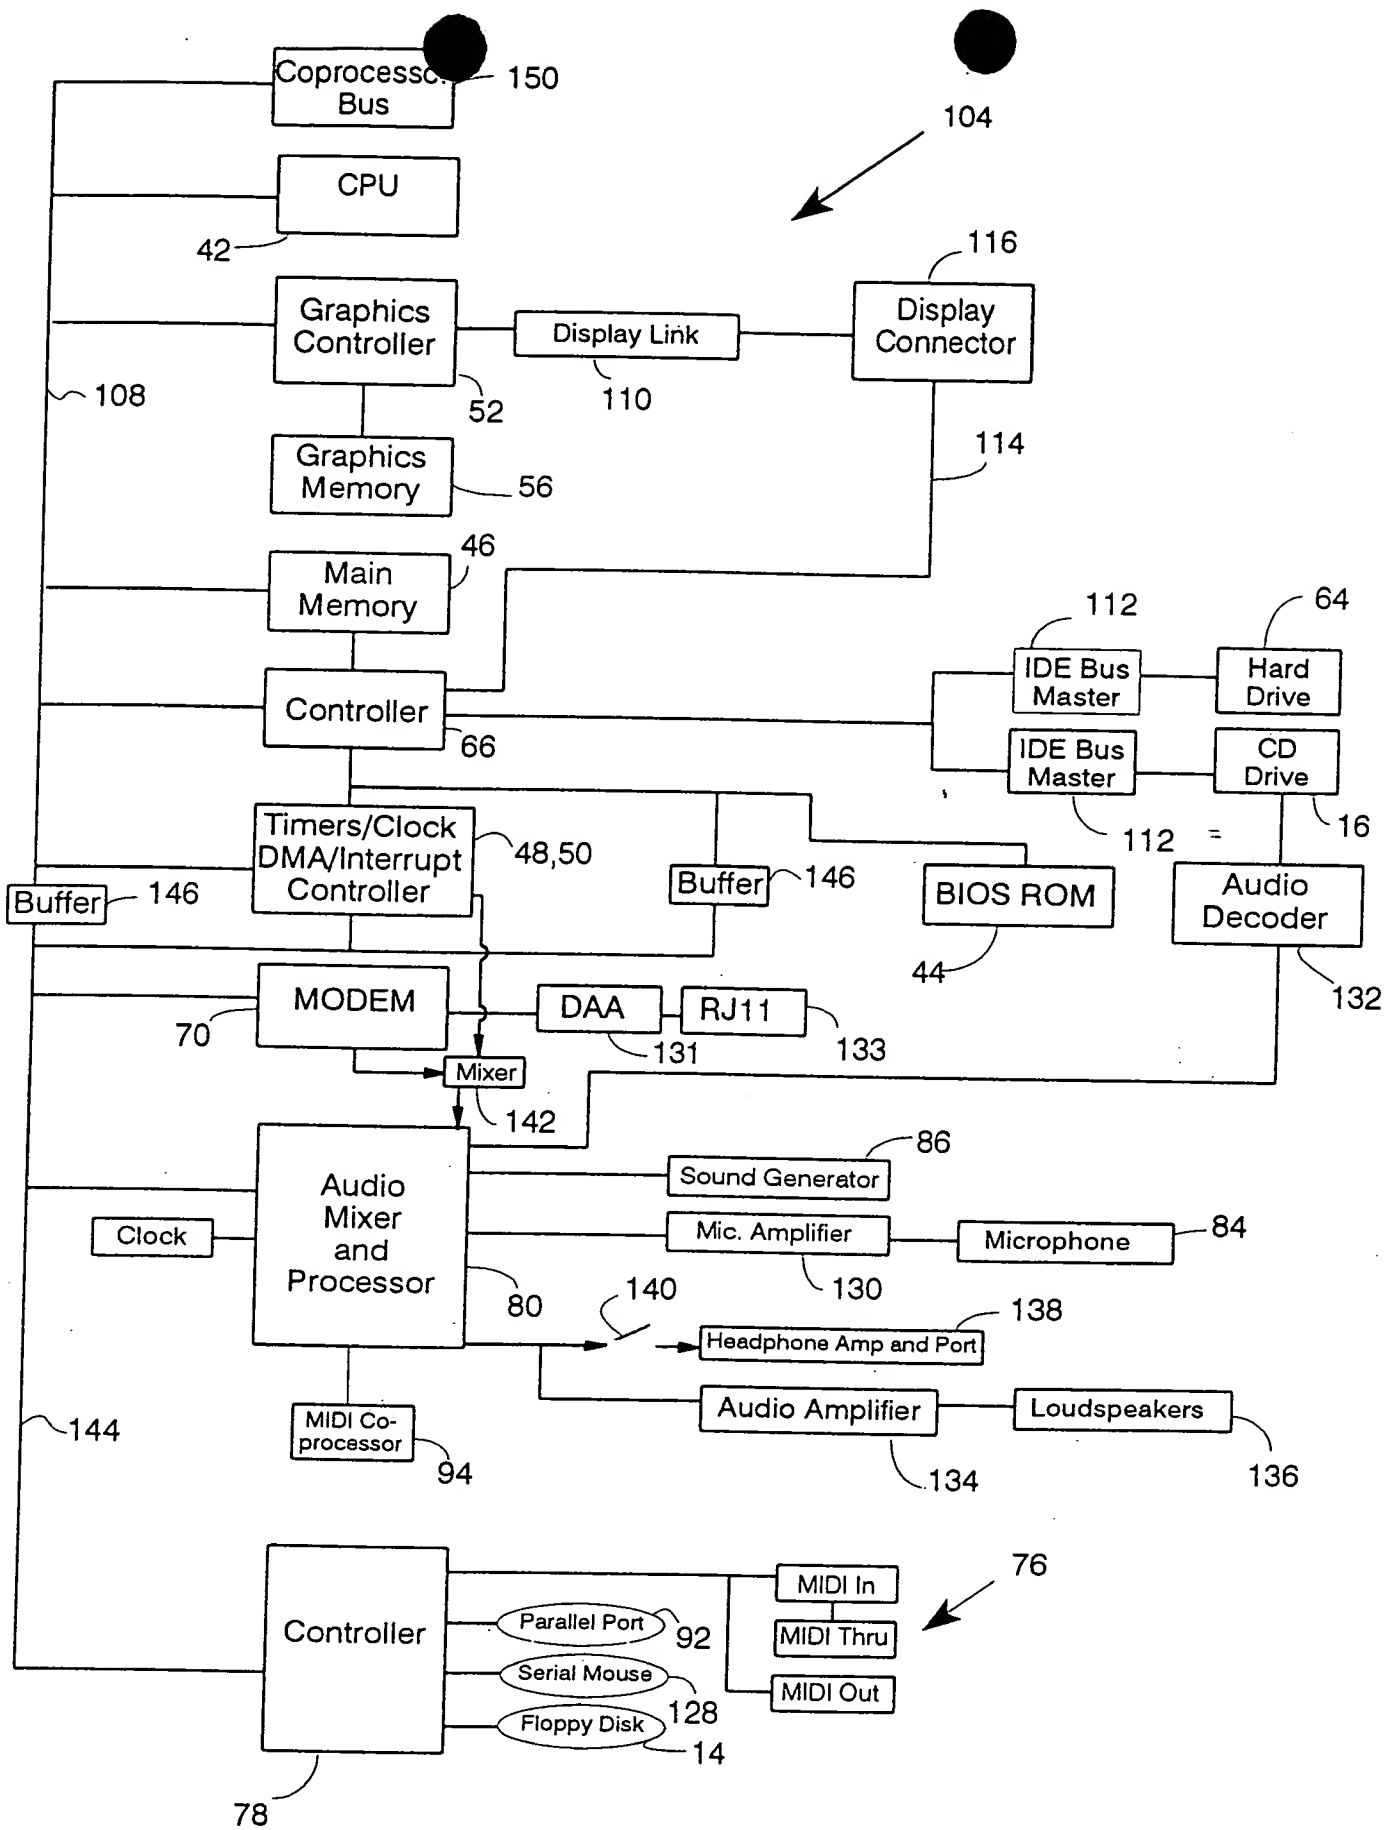 Coprocessor
150
Bus
104
CPU
42
116
Graphics
Controller
Display Link
Display
Connector
108
52
110
114
Graphics
Memory
56
46
Main
Memory
112
64
IDE Bus
Master
Hard
Drive
Controller
66
IDE Bus
Master
CD
Drive
112
16
Timers/Clock
DMA/Interrupt
Controller
48,50
Buffer
146
Buffer
146
BIOS ROM
Audio
Decoder
44
132
MODEM
70
DAA
RJ11
131
133
Mixer
142
86
Audio
Mixer
and
Processor
Sound Generator
Clock
Mic. Amplifier
Microphone
84
80
130
140
138
Headphone Amp and Port
144
MIDI Co-
processor
94
Audio Amplifier
Loudspeakers
134
136
76
Controller
MIDI In
Parallel Port
92
MIDI Thru
Serial Mouse
128
MIDI Out
Floppy Disk
14
78